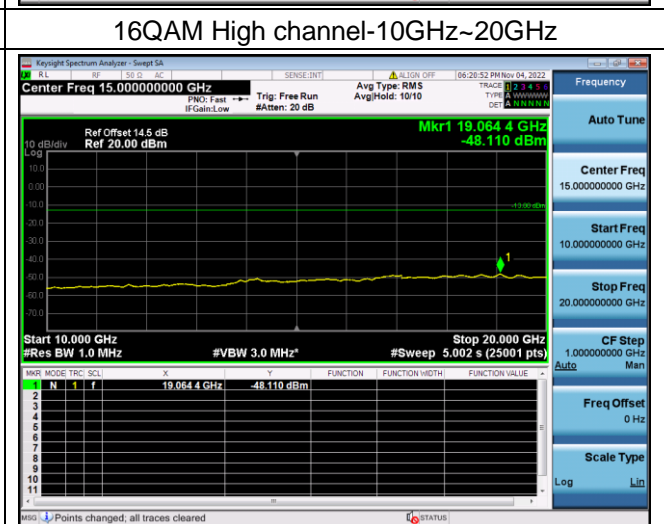 16QAM High channel-10GHz~20GHz
Keysight Spectrum Analyzer - Swept SA
RL RF 50 Ω AC SENSE:INT ALIGN OFF 06:20:52 PM Nov 04, 2022
Center Freq 15.000000000 GHz Avg Type: RMS TRACE 1 2 3 4 5 6
PNO: Fast Trig: Free Run Avg|Hold: 10/10 TYPE A WWWWW
IFGain:Low #Atten: 20 dB DET A N N N N N
Ref Offset 14.5 dB Mkr1 19.064 4 GHz
10 dB/div Ref 20.00 dBm -48.110 dBm
Log
10.0
0.00
-10.0
-13.00 dBm
-20.0
-30.0
-40.0
1
-50.0
-60.0
-70.0
Start 10.000 GHz Stop 20.000 GHz
#Res BW 1.0 MHz #VBW 3.0 MHz* #Sweep 5.002 s (25001 pts)
MKR MODE TRC SCL X Y FUNCTION FUNCTION WIDTH FUNCTION VALUE
1 N 1 f 19.064 4 GHz -48.110 dBm
2
3
4
5
6
7
8
9
10
11
MSG Points changed; all traces cleared STATUS
Frequency
Auto Tune
Center Freq
15.000000000 GHz
Start Freq
10.000000000 GHz
Stop Freq
20.000000000 GHz
CF Step
1.000000000 GHz
Auto Man
Freq Offset
0 Hz
Scale Type
Log Lin